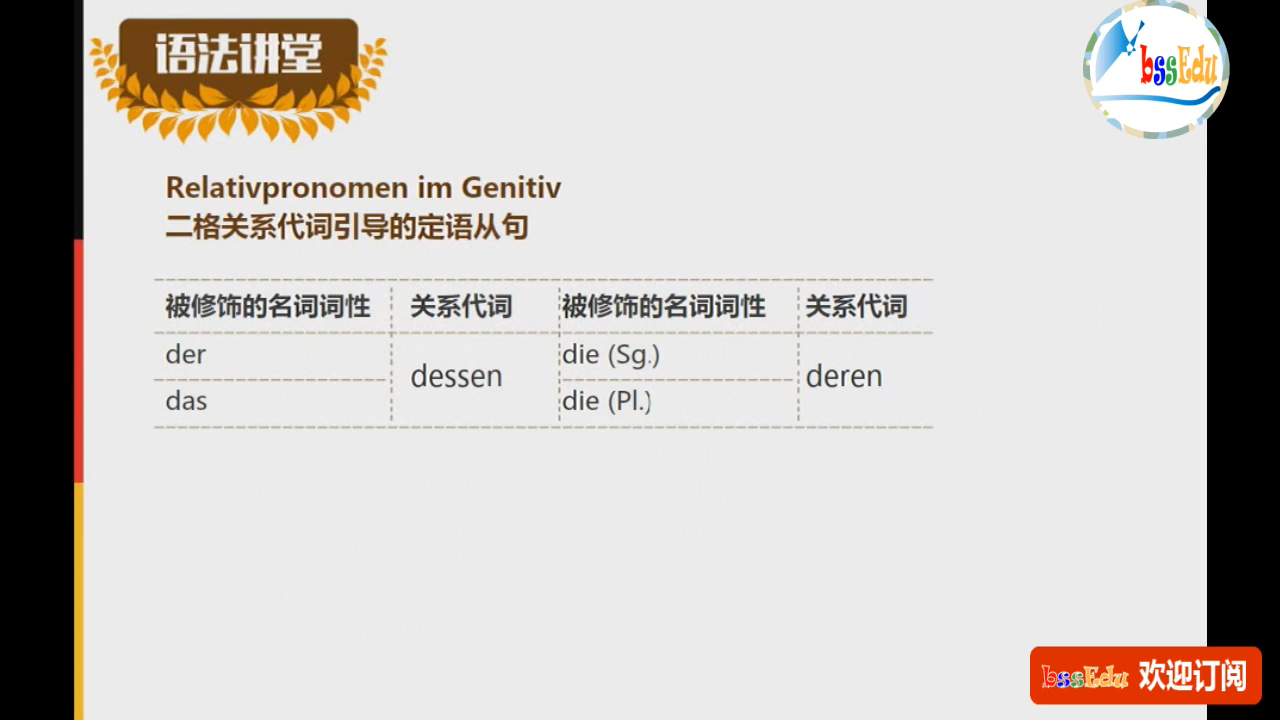 语法讲堂
bssEdu
Relativpronomen im Genitiv
二格关系代词引导的定语从句
被修饰的名词词性 关系代词 被修饰的名词词性 关系代词
der die (Sg.)
dessen deren
das die (Pl.)
bssEdu 欢迎订阅